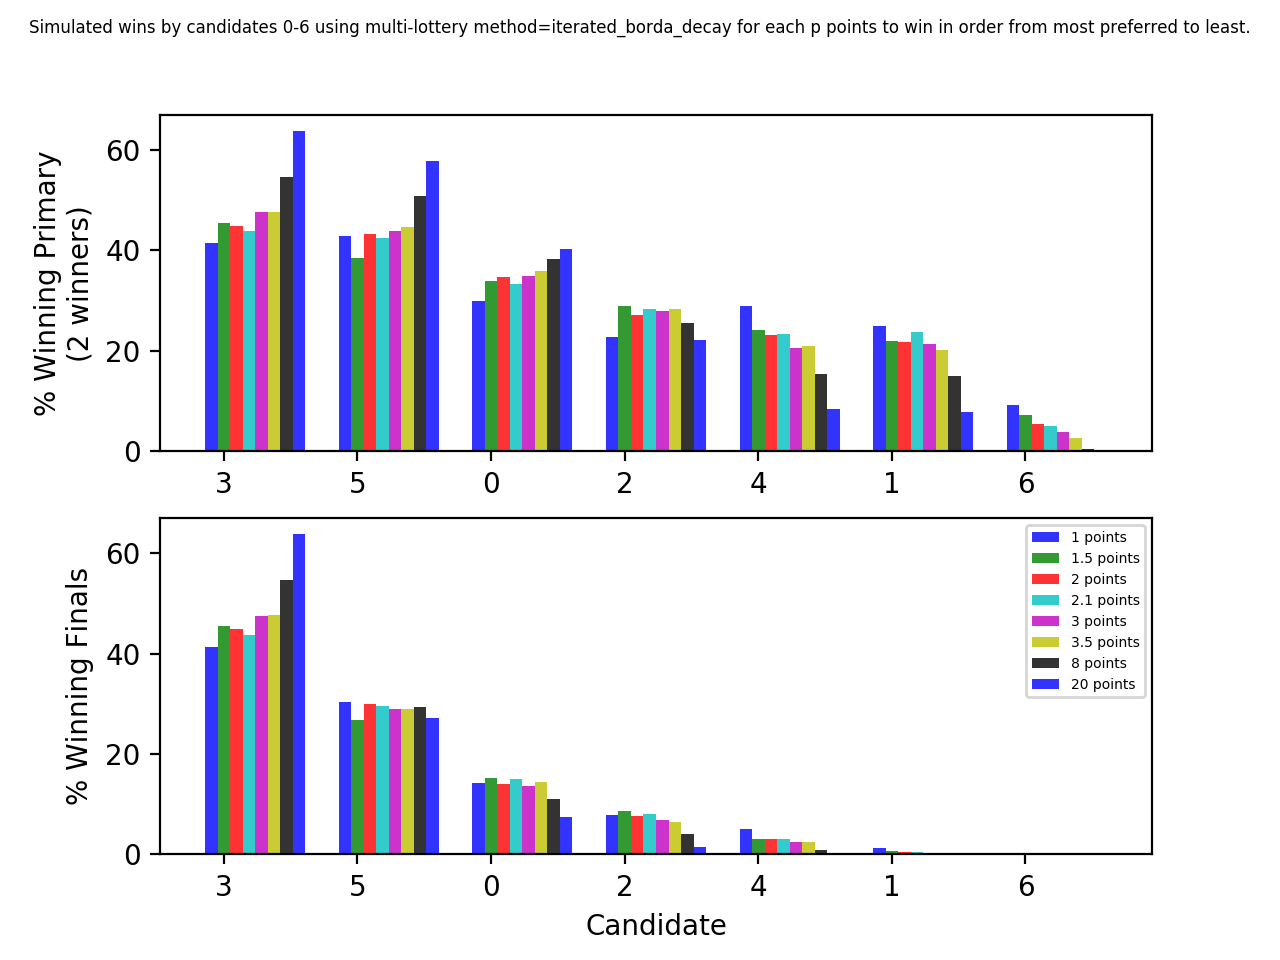 Simulated wins by candidates 0-6 using multi-lottery method=iterated_borda_decay for each p points to win in order from most preferred to least.
% Winning Primary
(2 winners)
60
40
20
0
3 5 0 2 4 1 6
% Winning Finals
60
40
20
0
1 points
1.5 points
2 points
2.1 points
3 points
3.5 points
8 points
20 points
3 5 0 2 4 1 6
Candidate